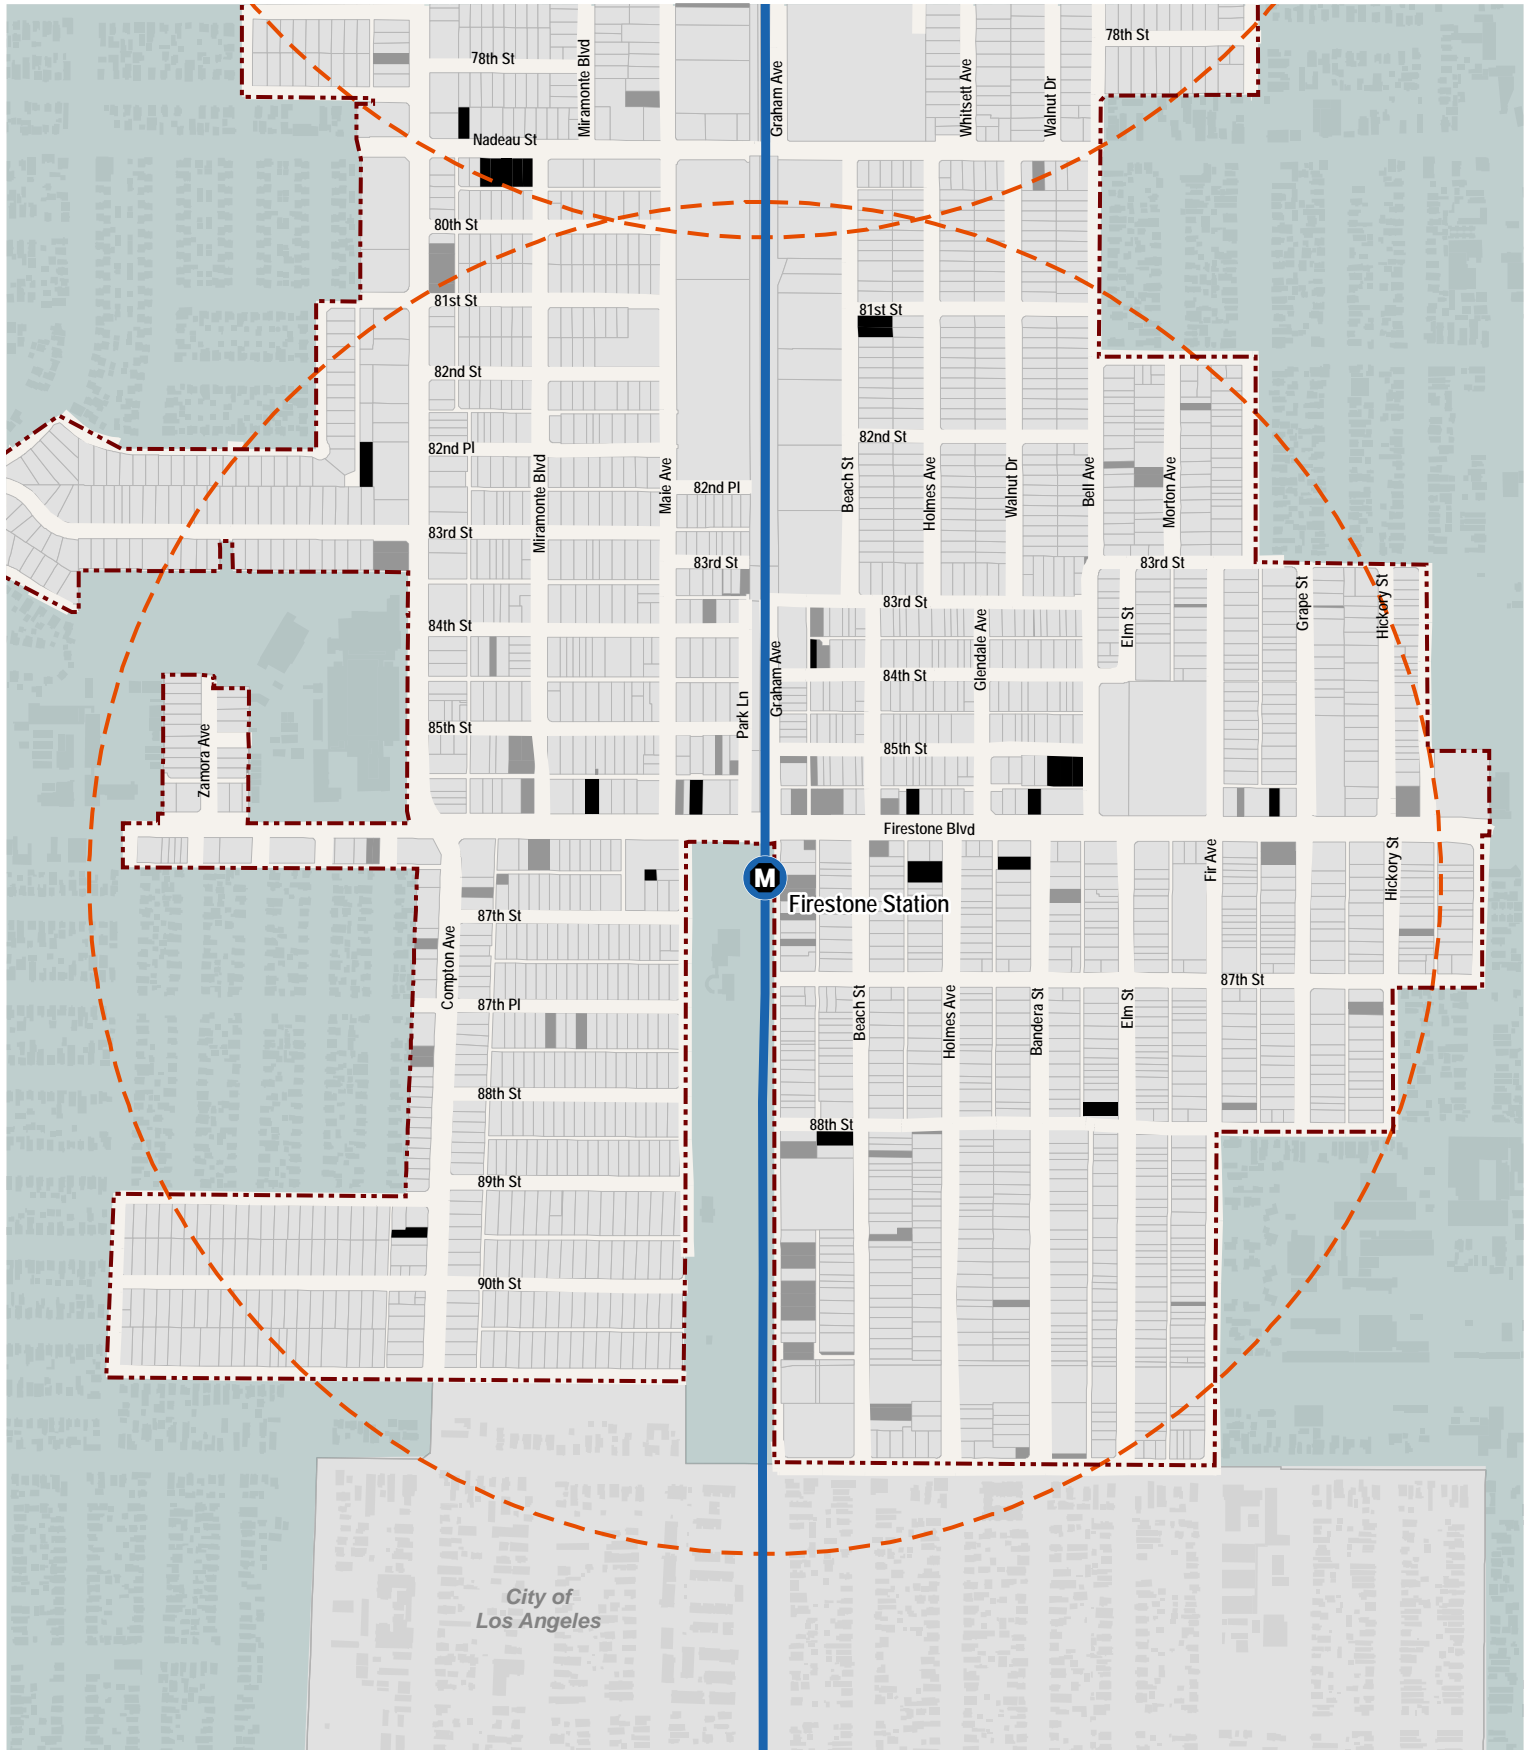 78th St
78th St
Miramonte Blvd
Graham Ave
Whitsett Ave
Walnut Dr
Nadeau St
80th St
81st St
81st St
82nd St
82nd St
82nd Pl
Miramonte Blvd
Maie Ave
82nd Pl
Beach St
Holmes Ave
Walnut Dr
Bell Ave
Morton Ave
83rd St
83rd St
83rd St
83rd St
84th St
Graham Ave
Glendale Ave
Elm St
Grape St
Hickory St
84th St
85th St
Park Ln
85th St
Zamora Ave
Firestone Blvd
Fir Ave
Hickory St
M
Firestone Station
87th St
Compton Ave
87th St
87th Pl
Beach St
Holmes Ave
Bandera St
Elm St
88th St
88th St
89th St
90th St
City of
Los Angeles